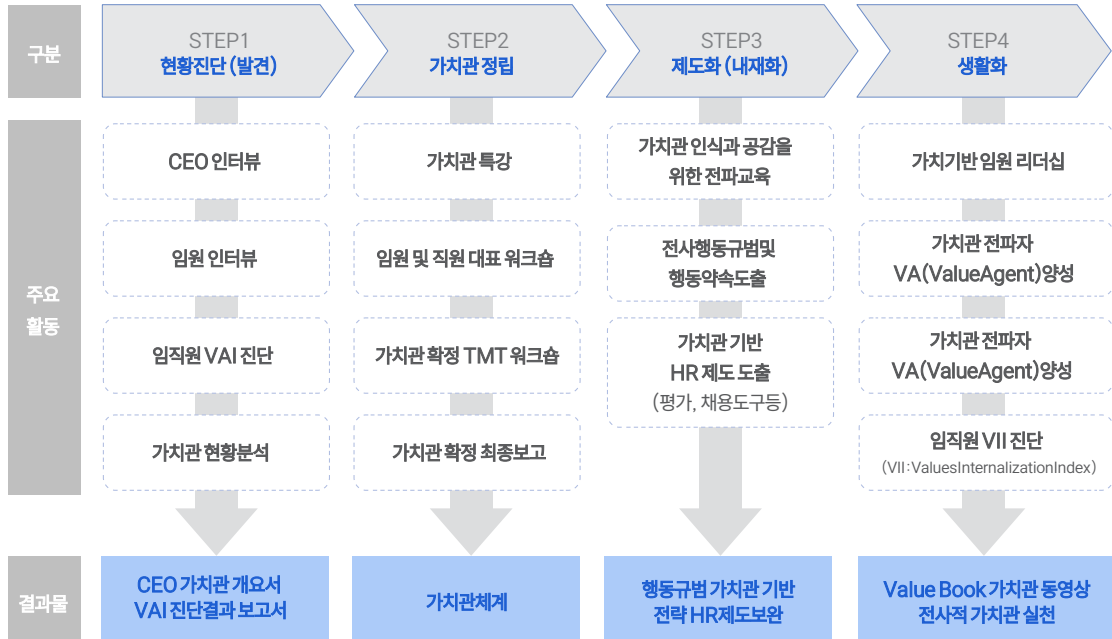 구분
STEP1
현황진단 (발견)
STEP2
가치관 정립
STEP3
제도화 (내재화)
STEP4
생활화
주요
활동
CEO 인터뷰
임원 인터뷰
임직원 VAI 진단
가치관 현황분석
가치관 특강
임원 및 직원 대표 워크숍
가치관 확정 TMT 워크숍
가치관 확정 최종보고
가치관 인식과 공감을
위한 전파교육
전사행동규범및
행동약속도출
가치관 기반
HR 제도 도출
(평가, 채용도구등)
가치기반 임원 리더십
가치관 전파자
VA(ValueAgent)양성
가치관 전파자
VA(ValueAgent)양성
임직원 VII 진단
(VII:ValuesInternalizationIndex)
결과물
CEO 가치관 개요서
VAI 진단결과 보고서
가치관체계
행동규범 가치관 기반
전략 HR제도보완
Value Book 가치관 동영상
전사적 가치관 실천